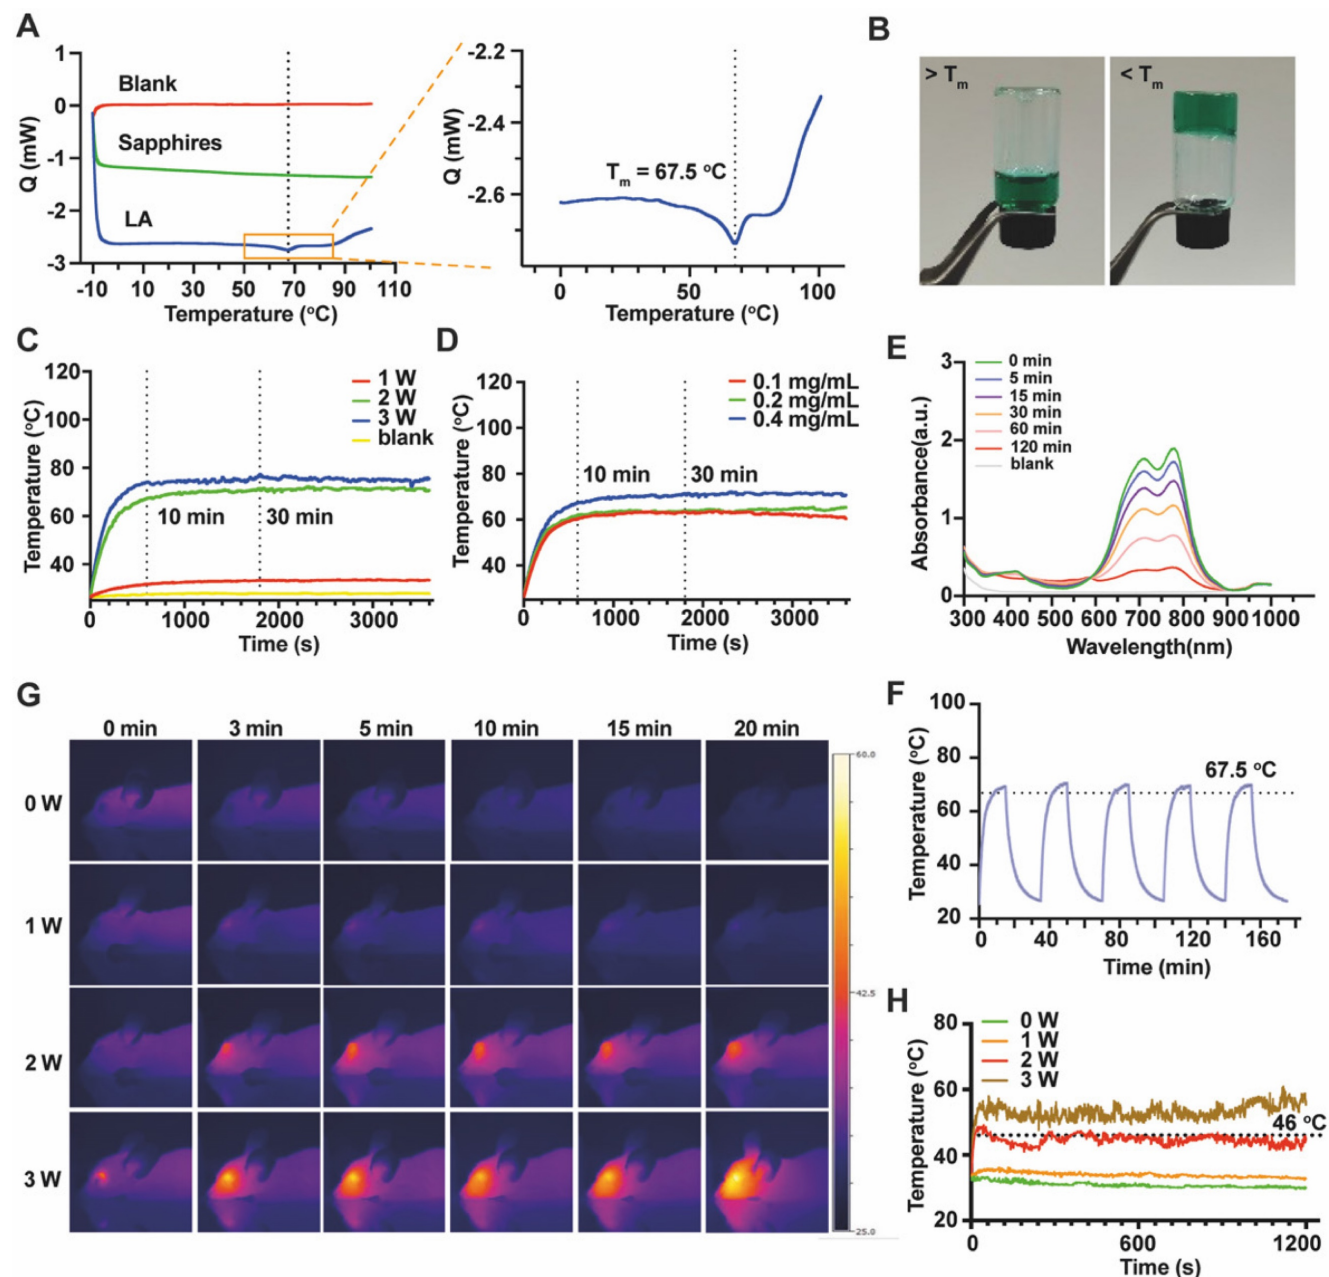 A
1
0
-1
-2
-3
Q (mW)
Blank
Sapphires
LA
-10 10 30 50 70 90 110
Temperature (°C)
-2.2
-2.4
-2.6
Q (mW)
Tm = 67.5 °C
0 50 100
Temperature (°C)
B
> Tm
< Tm
C
120
100
80
60
40
Temperature (°C)
1 W
2 W
3 W
blank
10 min
30 min
0 1000 2000 3000
Time (s)
D
120
100
80
60
40
Temperature (°C)
0.1 mg/mL
0.2 mg/mL
0.4 mg/mL
10 min
30 min
0 1000 2000 3000
Time (s)
E
3
2
1
0
Absorbance(a.u.)
0 min
5 min
15 min
30 min
60 min
120 min
blank
300 400 500 600 700 800 900 1000
Wavelength(nm)
G
0 min 3 min 5 min 10 min 15 min 20 min
0 W
1 W
2 W
3 W
60.0
42.5
25.0
F
100
80
60
40
20
Temperature (°C)
67.5 °C
0 40 80 120 160
Time (min)
H
80
60
40
20
Temperature (°C)
0 W
1 W
2 W
3 W
46 °C
0 600 1200
Time (s)